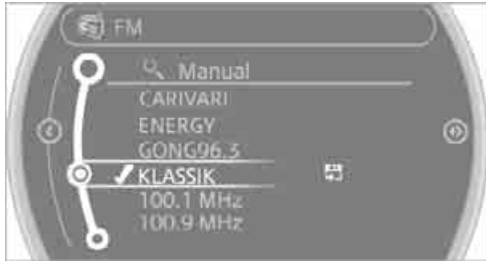 FM
Manual
CARIVARI
ENERGY
GONG96.3
KLASSIK
100.1 MHz
100.9 MHz